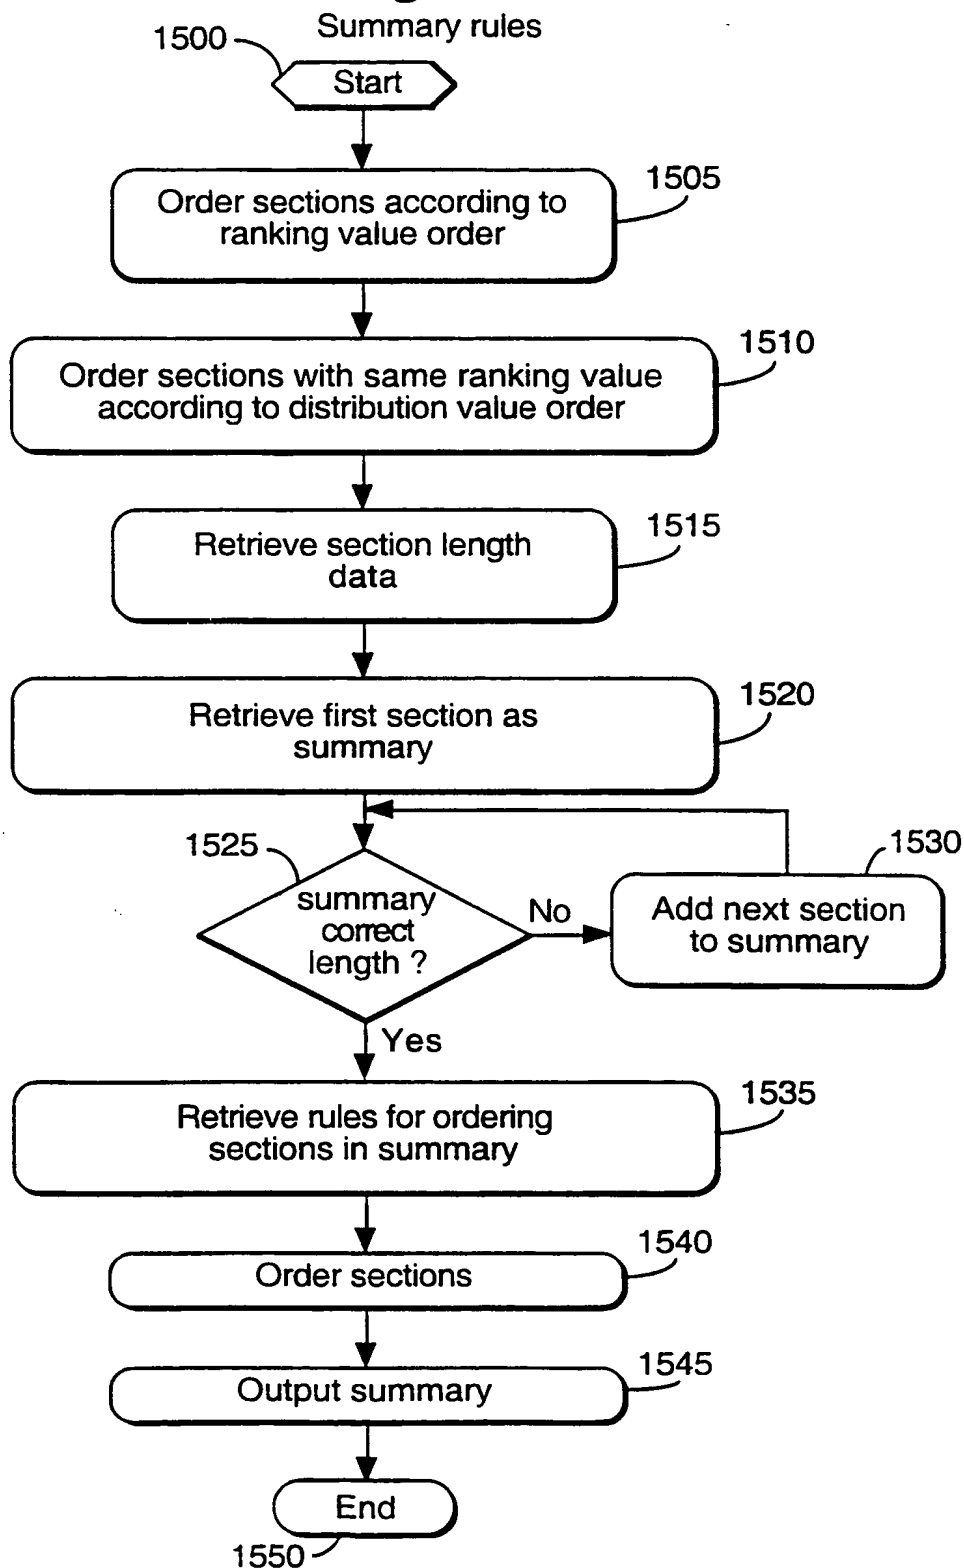 Summary rules
1500
Start
1505
Order sections according to
ranking value order
1510
Order sections with same ranking value
according to distribution value order
1515
Retrieve section length
data
1520
Retrieve first section as
summary
1525
summary
correct
length ?
No
1530
Add next section
to summary
Yes
1535
Retrieve rules for ordering
sections in summary
1540
Order sections
1545
Output summary
End
1550